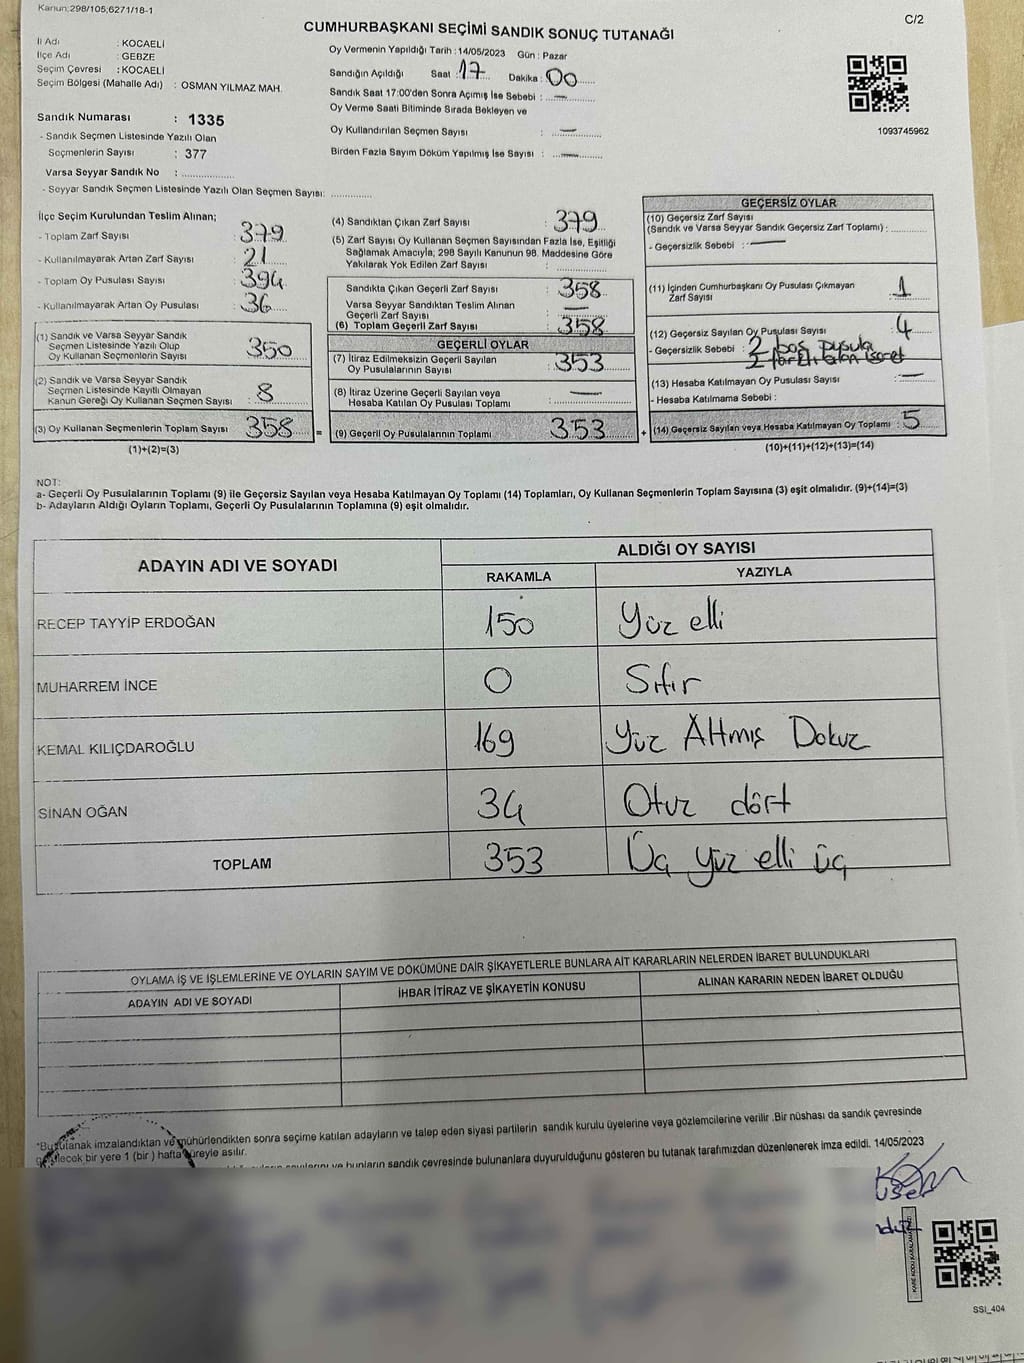 Kanun:298/105;6271/18-1
C/2
CUMHURBAŞKANI SEÇİMİ SANDIK SONUÇ TUTANAĞI
İl Adı : KOCAELİ
İlçe Adı : GEBZE
Seçim Çevresi : KOCAELİ
Seçim Bölgesi (Mahalle Adı) : OSMAN YILMAZ MAH.
Oy Vermenin Yapıldığı Tarih : 14/05/2023 Gün : Pazar
Sandığın Açıldığı Saat : 17 Dakika : 00
Sandık Saat 17:00'den Sonra Açımış İse Sebebi : —
Oy Verme Saati Bitiminde Sırada Bekleyen ve
Oy Kullandırılan Seçmen Sayısı : —
Birden Fazla Sayım Döküm Yapılmış İse Sayısı : —
1093745962
Sandık Numarası : 1335
- Sandık Seçmen Listesinde Yazılı Olan
Seçmenlerin Sayısı : 377
Varsa Seyyar Sandık No :
- Seyyar Sandık Seçmen Listesinde Yazılı Olan Seçmen Sayısı:
İlçe Seçim Kurulundan Teslim Alınan;
- Toplam Zarf Sayısı : 379
- Kullanılmayarak Artan Zarf Sayısı : 21
- Toplam Oy Pusulası Sayısı : 394
- Kullanılmayarak Artan Oy Pusulası : 36
(1) Sandık ve Varsa Seyyar Sandık
Seçmen Listesinde Yazılı Olup
Oy Kullanan Seçmenlerin Sayısı : 350
(2) Sandık ve Varsa Seyyar Sandık
Seçmen Listesinde Kayıtlı Olmayan
Kanun Gereği Oy Kullanan Seçmen Sayısı : 8
(3) Oy Kullanan Seçmenlerin Toplam Sayısı : 358
(1)+(2)=(3)
(4) Sandıktan Çıkan Zarf Sayısı : 379
(5) Zarf Sayısı Oy Kullanan Seçmen Sayısından Fazla İse, Eşitliği
Sağlamak Amacıyla, 298 Sayılı Kanunun 98. Maddesine Göre
Yakılarak Yok Edilen Zarf Sayısı :
Sandıkta Çıkan Geçerli Zarf Sayısı : 358
Varsa Seyyar Sandıktan Teslim Alınan
Geçerli Zarf Sayısı : —
(6) Toplam Geçerli Zarf Sayısı : 358
GEÇERLİ OYLAR
(7) İtiraz Edilmeksizin Geçerli Sayılan
Oy Pusulalarının Sayısı : 353
(8) İtiraz Üzerine Geçerli Sayılan veya
Hesaba Katılan Oy Pusulası Toplamı : —
= (9) Geçerli Oy Pusulalarının Toplamı : 353 +
GEÇERSİZ OYLAR
(10) Geçersiz Zarf Sayısı
(Sandık ve Varsa Seyyar Sandık Geçersiz Zarf Toplamı) :
- Geçersizlik Sebebi : —
(11) İçinden Cumhurbaşkanı Oy Pusulası Çıkmayan
Zarf Sayısı : 1
(12) Geçersiz Sayılan Oy Pusulası Sayısı : 4
- Geçersizlik Sebebi : 2 boş pusula
2 farklı alan işaret
(13) Hesaba Katılmayan Oy Pusulası Sayısı : —
- Hesaba Katılmama Sebebi :
(14) Geçersiz Sayılan veya Hesaba Katılmayan Oy Toplamı : 5
(10)+(11)+(12)+(13)=(14)
NOT:
a- Geçerli Oy Pusulalarının Toplamı (9) ile Geçersiz Sayılan veya Hesaba Katılmayan Oy Toplamı (14) Toplamları, Oy Kullanan Seçmenlerin Toplam Sayısına (3) eşit olmalıdır. (9)+(14)=(3)
b- Adayların Aldığı Oyların Toplamı, Geçerli Oy Pusulalarının Toplamına (9) eşit olmalıdır.
ADAYIN ADI VE SOYADI
ALDIĞI OY SAYISI
RAKAMLA YAZIYLA
RECEP TAYYİP ERDOĞAN 150 Yüz elli
MUHARREM İNCE 0 Sıfır
KEMAL KILIÇDAROĞLU 169 Yüz Altmış Dokuz
SİNAN OĞAN 34 Otuz dört
TOPLAM 353 Üç yüz elli üç
OYLAMA İŞ VE İŞLEMLERİNE VE OYLARIN SAYIM VE DÖKÜMÜNE DAİR ŞİKAYETLERLE BUNLARA AİT KARARLARIN NELERDEN İBARET BULUNDUKLARI
ADAYIN ADI VE SOYADI İHBAR İTİRAZ VE ŞİKAYETİN KONUSU ALINAN KARARIN NEDEN İBARET OLDUĞU
"Bu tutanak imzalandıktan ve mühürlendikten sonra seçime katılan adayların ve talep eden siyasi partilerin sandık kurulu üyelerine veya gözlemcilerine verilir .Bir nüshası da sandık çevresinde
görülecek bir yere 1 (bir ) hafta süreyle asılır.
ve bunların sandık çevresinde bulunanlara duyurulduğunu gösteren bu tutanak tarafımızdan düzenlenerek imza edildi. 14/05/2023
SSI_404